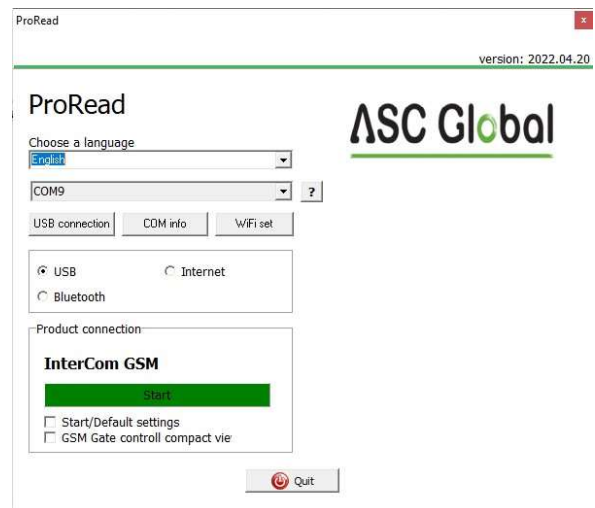 ProRead
x
version: 2022.04.20
ProRead
ASC Global
Choose a language
English
COM9
?
USB connection COM info WiFi set
USB Internet
Bluetooth
Product connection
InterCom GSM
Start
Start/Default settings
GSM Gate controll compact vie
Quit